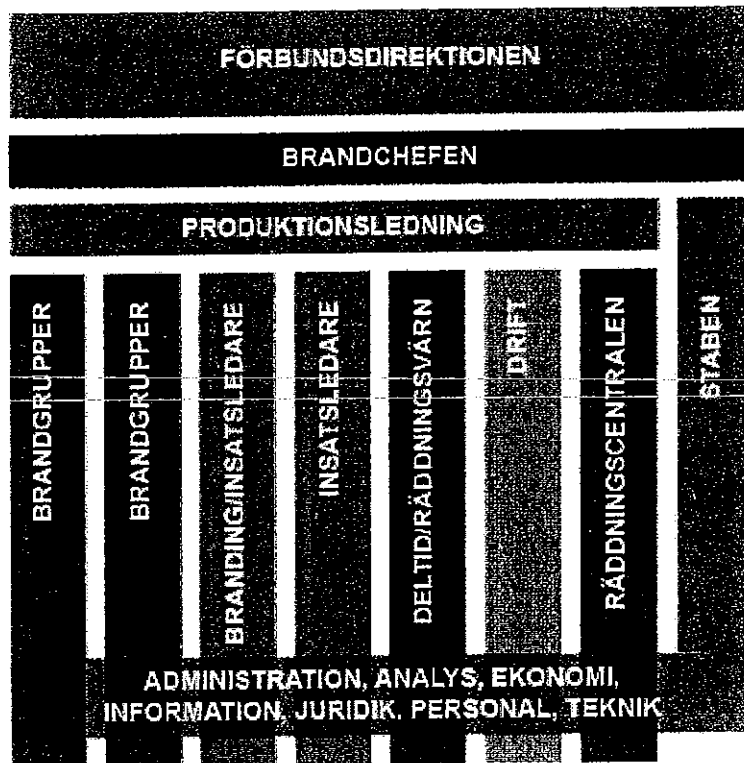 FÖRBUNDSDIREKTIONEN
BRANDCHEFEN
PRODUKTIONSLEDNING
BRANDGRUPPER
BRANDGRUPPER
BRANDING/INSATSLEDARE
INSATSLEDARE
DELTID/RÄDDNINGSVÄRN
DRIFT
RÄDDNINGSCENTRALEN
STABEN
ADMINISTRATION, ANALYS, EKONOMI,
INFORMATION, JURIDIK. PERSONAL, TEKNIK